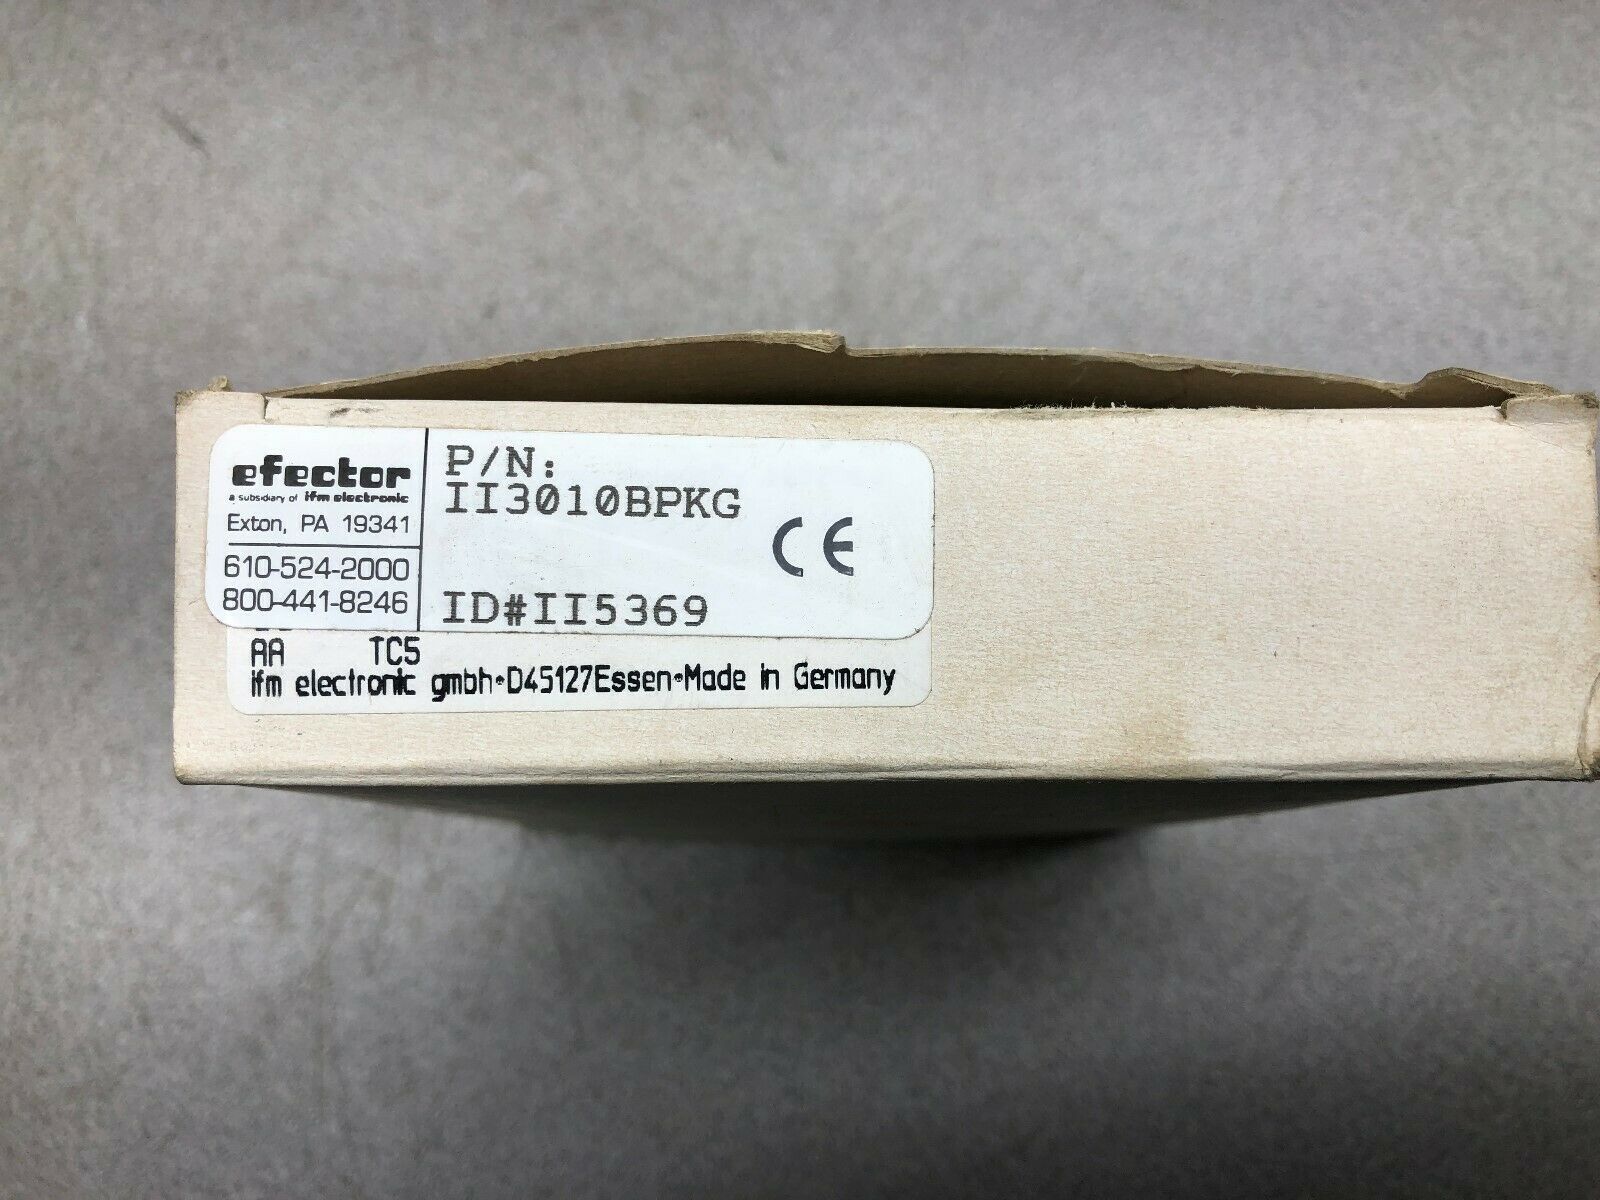 efector
a subsidiary of ifm electronic
Exton, PA 19341
610-524-2000
800-441-8246
P/N:
II3010BPKG
CE
ID#II5369
AA TC5
ifm electronic gmbh•D45127Essen•Made in Germany